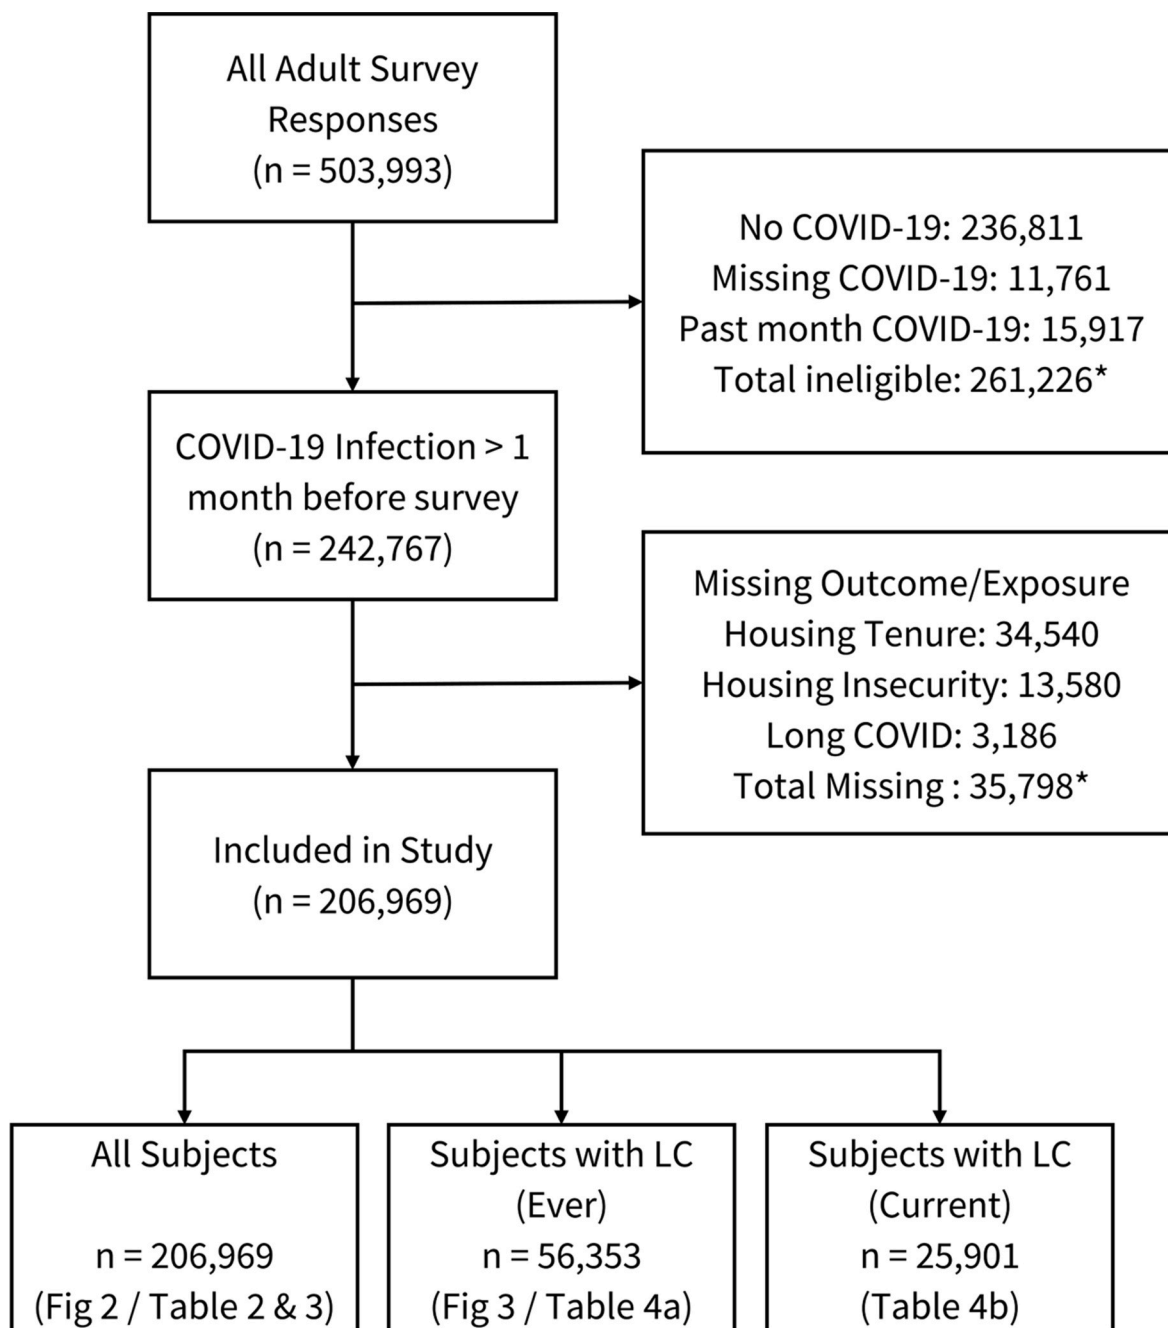 All Adult Survey
Responses
(n = 503,993)
No COVID-19: 236,811
Missing COVID-19: 11,761
Past month COVID-19: 15,917
Total ineligible: 261,226*
COVID-19 Infection > 1
month before survey
(n = 242,767)
Missing Outcome/Exposure
Housing Tenure: 34,540
Housing Insecurity: 13,580
Long COVID: 3,186
Total Missing : 35,798*
Included in Study
(n = 206,969)
All Subjects
n = 206,969
(Fig 2 / Table 2 & 3)
Subjects with LC
(Ever)
n = 56,353
(Fig 3 / Table 4a)
Subjects with LC
(Current)
n = 25,901
(Table 4b)